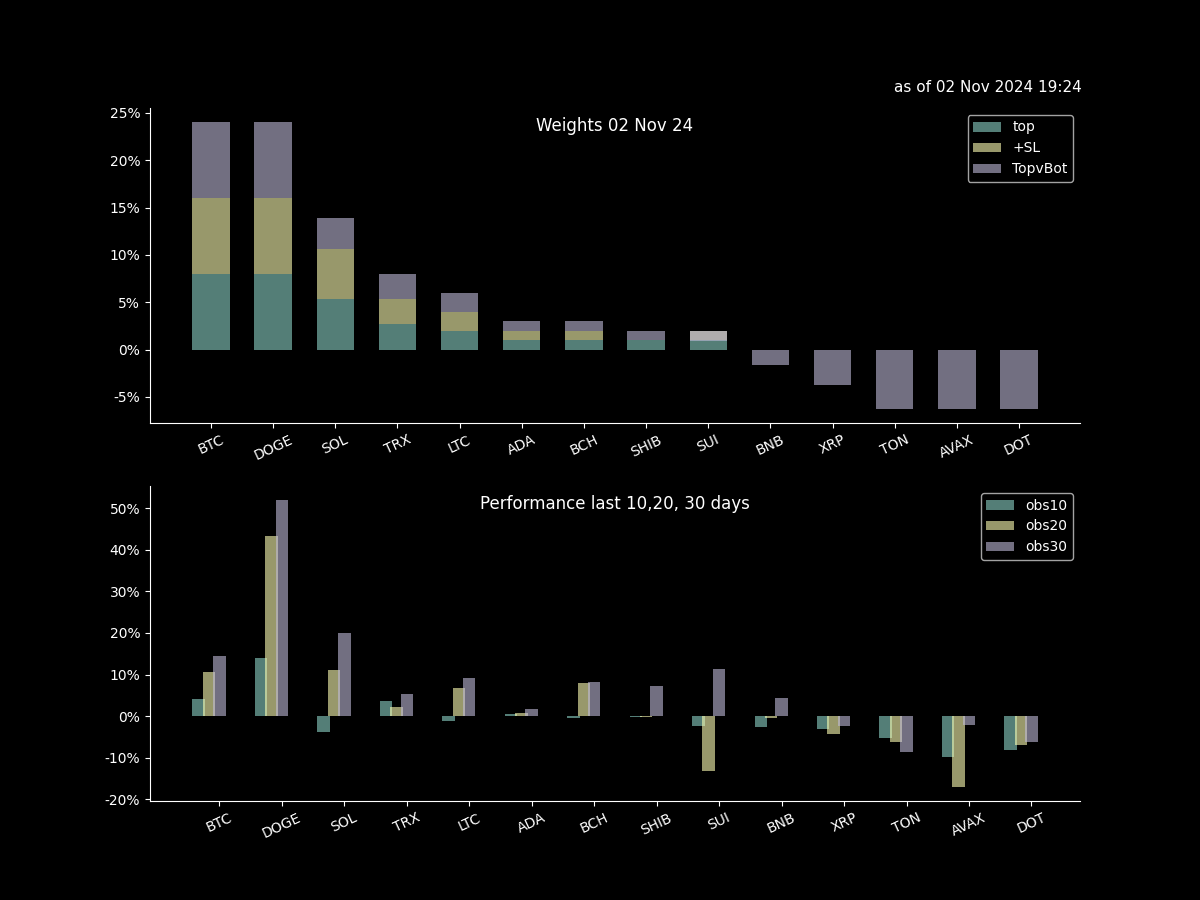 as of 02 Nov 2024 19:24
Weights 02 Nov 24
top
+SL
TopvBot
25%
20%
15%
10%
5%
0%
-5%
BTC DOGE SOL TRX LTC ADA BCH SHIB SUI BNB XRP TON AVAX DOT
Performance last 10,20, 30 days
obs10
obs20
obs30
50%
40%
30%
20%
10%
0%
-10%
-20%
BTC DOGE SOL TRX LTC ADA BCH SHIB SUI BNB XRP TON AVAX DOT